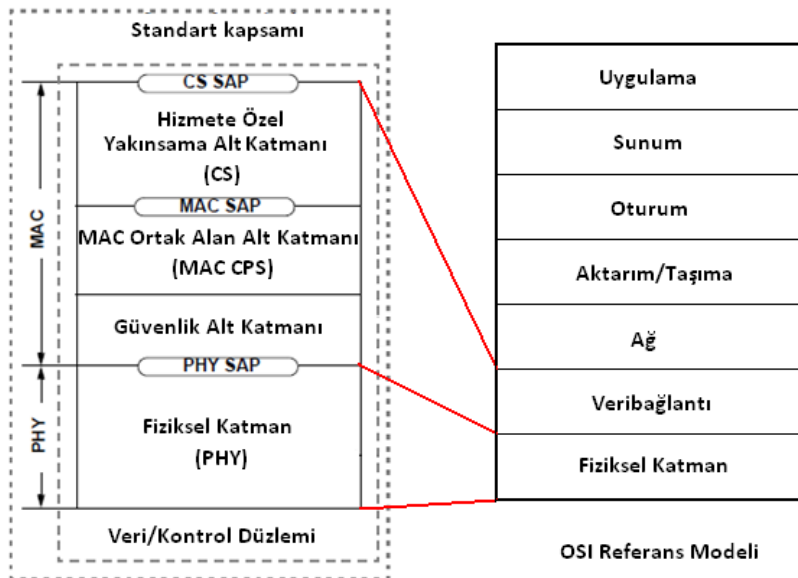 Standart kapsamı
CS SAP
Hizmete Özel
Yakınsama Alt Katmanı
(CS)
MAC SAP
MAC Ortak Alan Alt Katmanı
(MAC CPS)
Güvenlik Alt Katmanı
PHY SAP
Fiziksel Katman
(PHY)
Veri/Kontrol Düzlemi
MAC
PHY
Uygulama
Sunum
Oturum
Aktarım/Taşıma
Ağ
Veribağlantı
Fiziksel Katman
OSI Referans Modeli